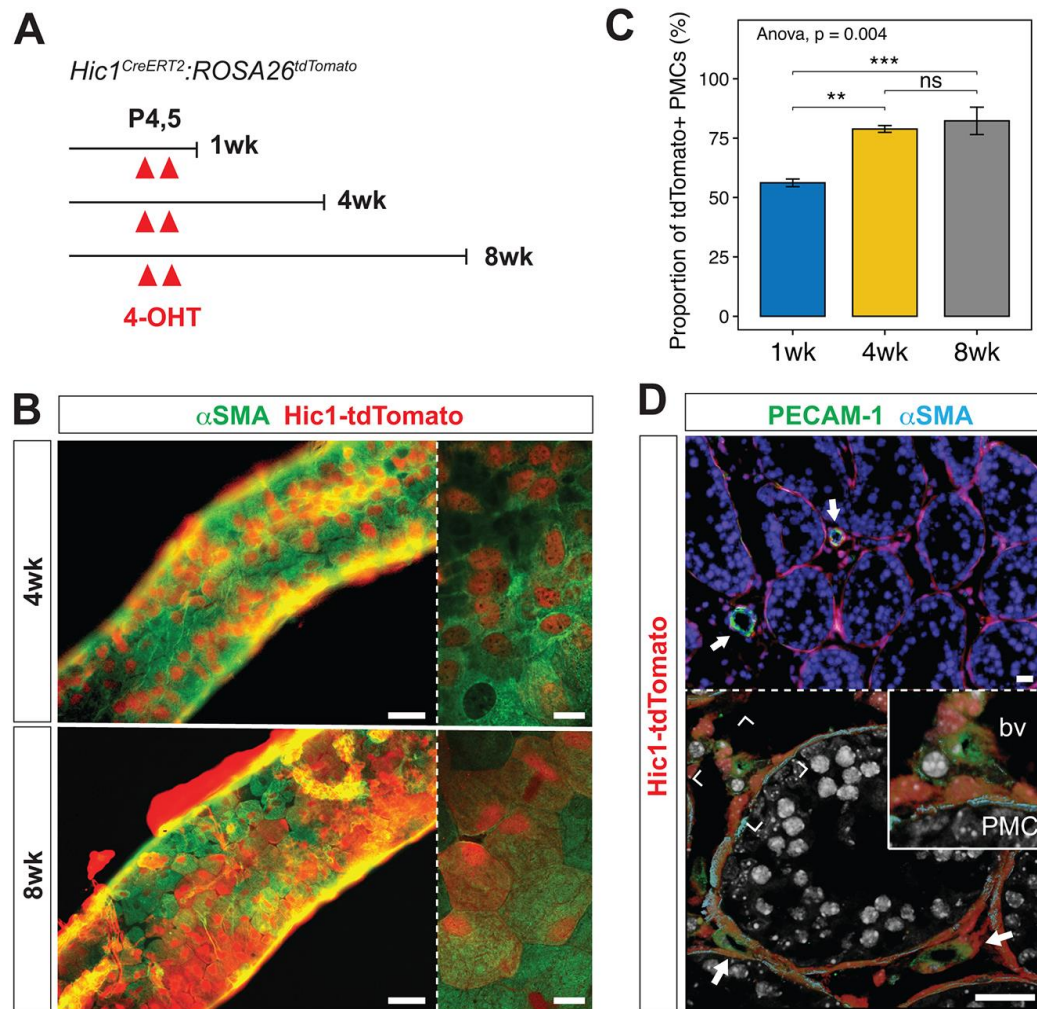 A
Hic1CreERT2:ROSA26tdTomato
P4,5
1wk
4wk
8wk
4-OHT
C
Anova, p = 0.004
***
ns
**
Proportion of tdTomato+ PMCs (%)
100
75
50
25
0
1wk 4wk 8wk
B
αSMA Hic1-tdTomato
4wk
8wk
D
PECAM-1 αSMA
Hic1-tdTomato
bv
PMC